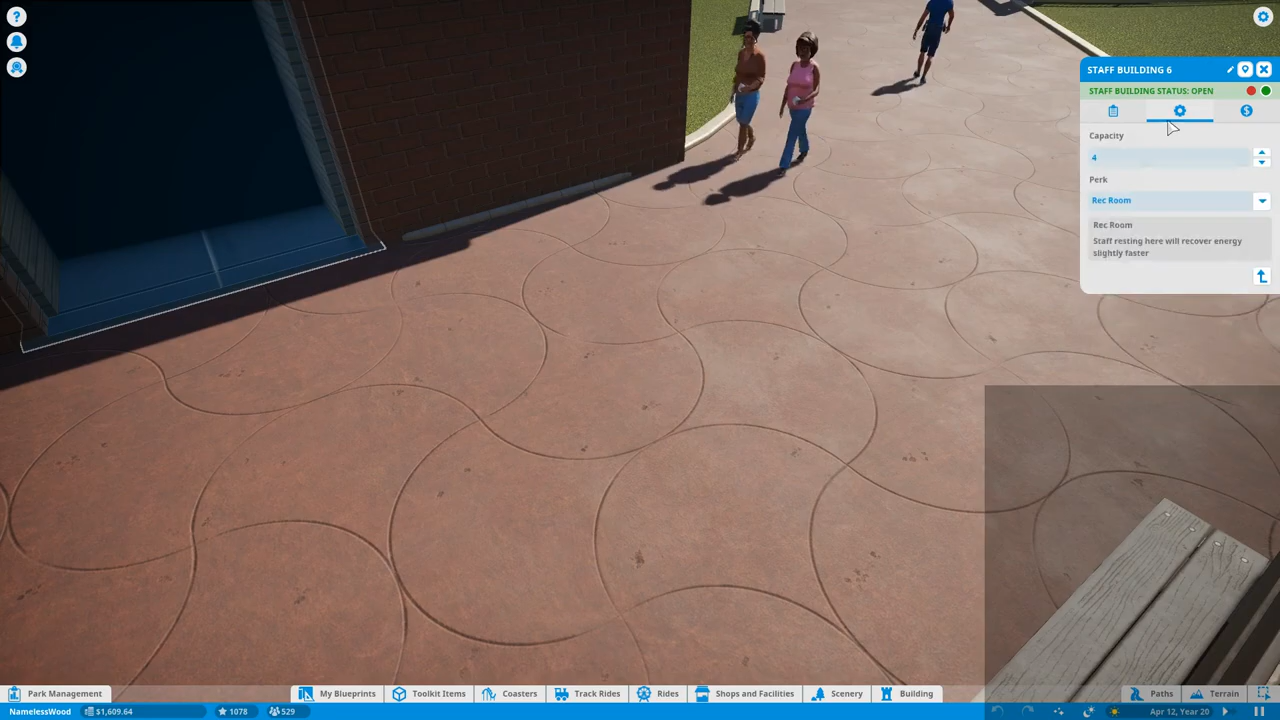 STAFF BUILDING 6
STAFF BUILDING STATUS: OPEN
Capacity
4
Perk
Rec Room
Rec Room
Staff resting here will recover energy
slightly faster
Park Management
My Blueprints
Toolkit Items
Coasters
Track Rides
Rides
Shops and Facilities
Scenery
Building
Paths
Terrain
NamelessWood
$1,609.64
1078
529
Apr 12, Year 20